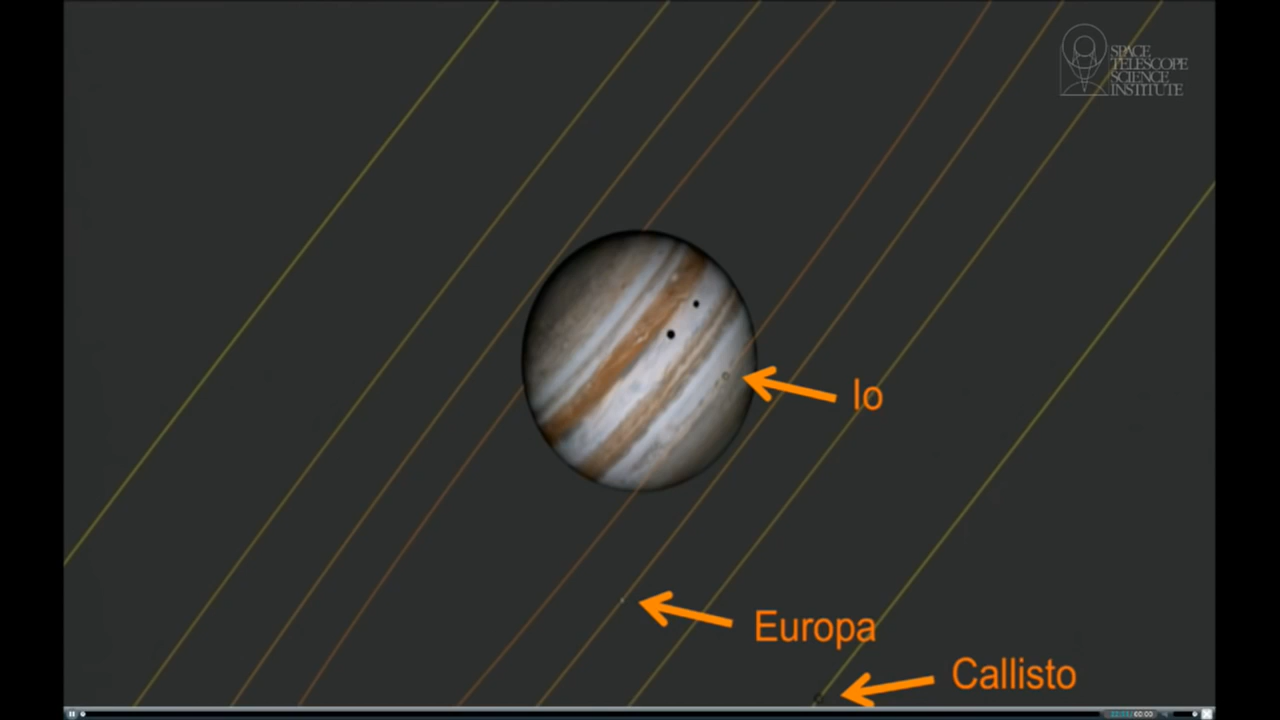 SPACE
TELESCOPE
SCIENCE
INSTITUTE
Io
Europa
Callisto